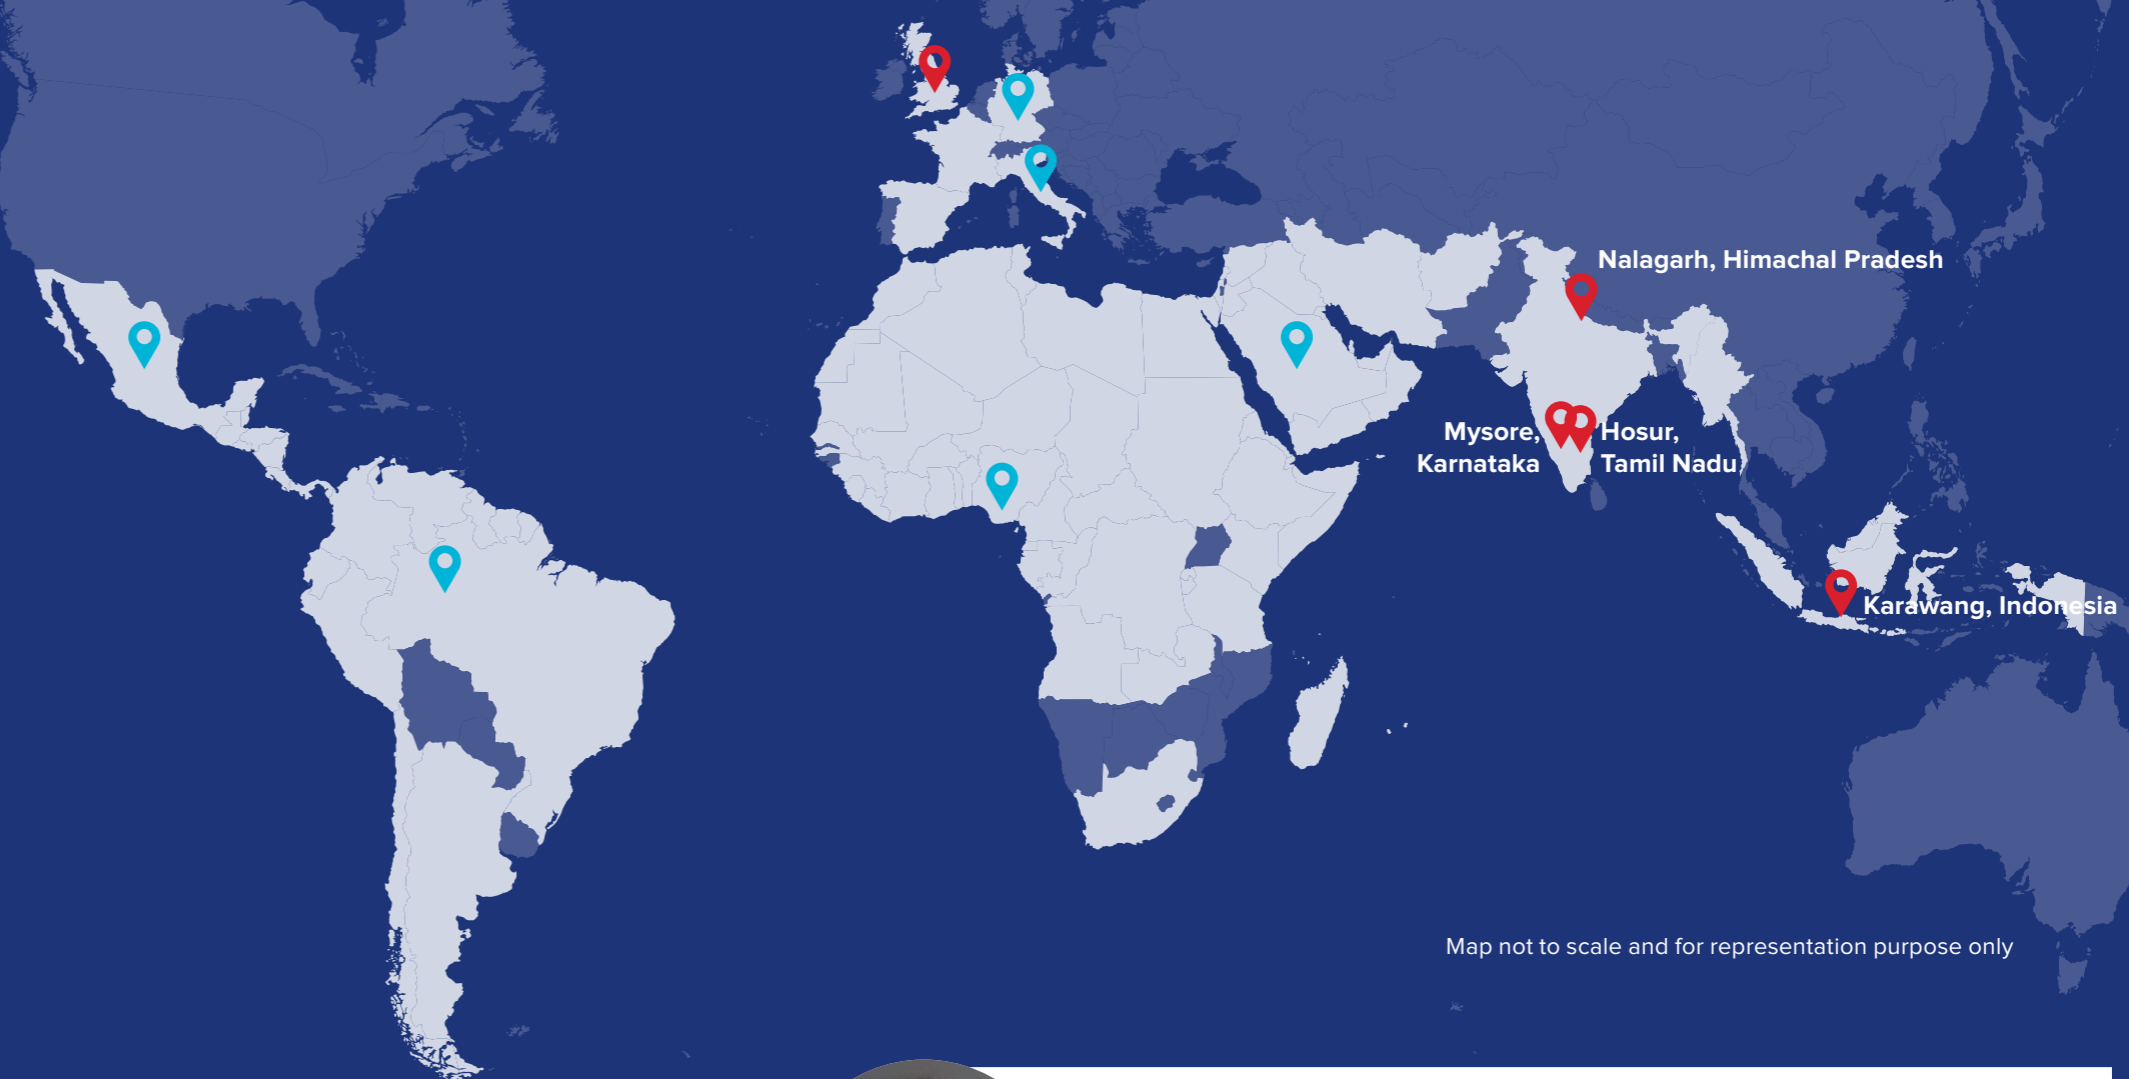 Nalagarh, Himachal Pradesh
Mysore,
Karnataka
Hosur,
Tamil Nadu
Karawang, Indonesia
Map not to scale and for representation purpose only